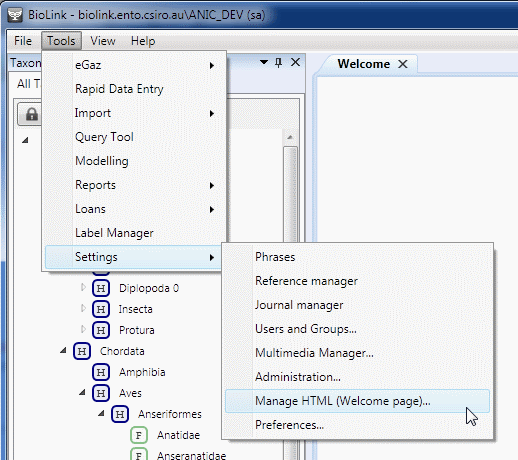 BioLink - biolink.ento.csiro.au\ANIC_DEV (sa)
File Tools View Help
Taxon
Welcome
All Ta
eGaz
Rapid Data Entry
Import
Query Tool
Modelling
Reports
Loans
Label Manager
Settings
Phrases
Reference manager
Journal manager
Users and Groups...
Multimedia Manager...
Administration...
Manage HTML (Welcome page)...
Preferences...
H Diplopoda 0
H Insecta
H Protura
H Chordata
H Amphibia
H Aves
H Anseriformes
F Anatidae
F Anseranatidae